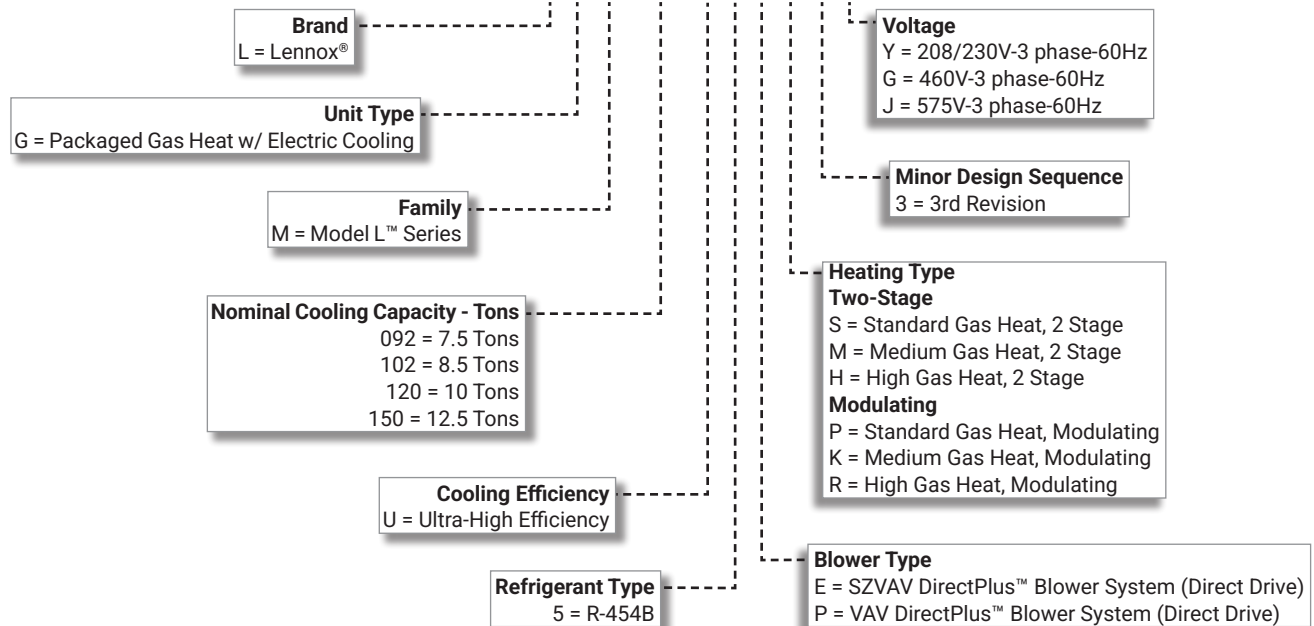 Brand
L = Lennox®
Unit Type
G = Packaged Gas Heat w/ Electric Cooling
Family
M = Model L™ Series
Nominal Cooling Capacity - Tons
092 = 7.5 Tons
102 = 8.5 Tons
120 = 10 Tons
150 = 12.5 Tons
Cooling Efficiency
U = Ultra-High Efficiency
Refrigerant Type
5 = R-454B
Voltage
Y = 208/230V-3 phase-60Hz
G = 460V-3 phase-60Hz
J = 575V-3 phase-60Hz
Minor Design Sequence
3 = 3rd Revision
Heating Type
Two-Stage
S = Standard Gas Heat, 2 Stage
M = Medium Gas Heat, 2 Stage
H = High Gas Heat, 2 Stage
Modulating
P = Standard Gas Heat, Modulating
K = Medium Gas Heat, Modulating
R = High Gas Heat, Modulating
Blower Type
E = SZVAV DirectPlus™ Blower System (Direct Drive)
P = VAV DirectPlus™ Blower System (Direct Drive)